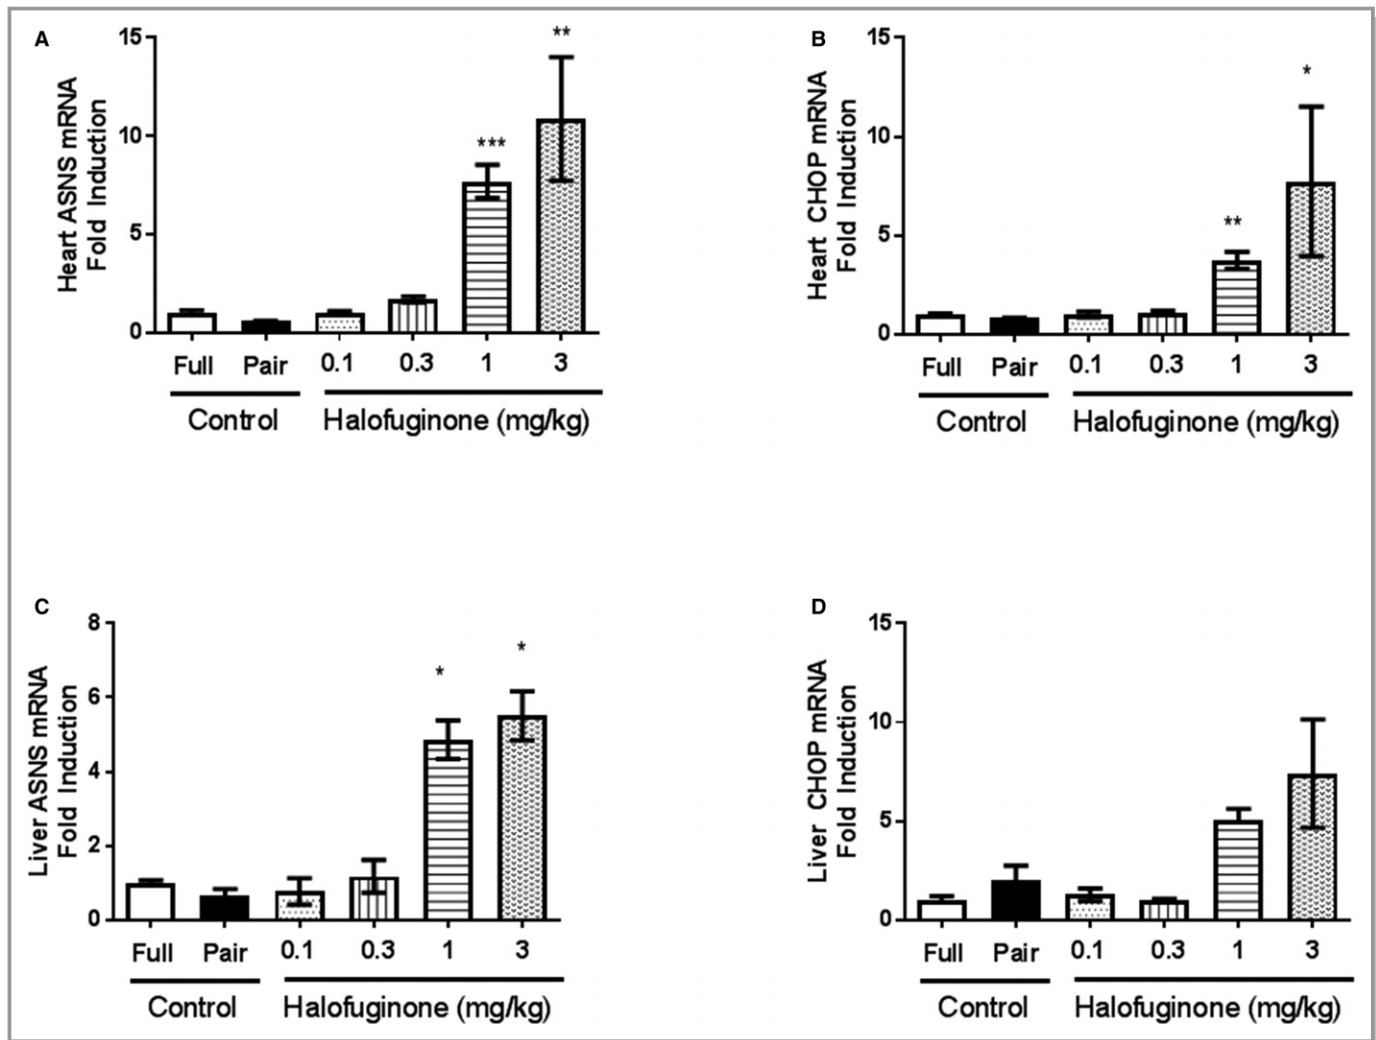 A
Heart ASNS mRNA
Fold Induction
15
10
5
0
**
***
Full Pair 0.1 0.3 1 3
Control Halofuginone (mg/kg)
B
Heart CHOP mRNA
Fold Induction
15
10
5
0
*
**
Full Pair 0.1 0.3 1 3
Control Halofuginone (mg/kg)
C
Liver ASNS mRNA
Fold Induction
8
6
4
2
0
*
*
Full Pair 0.1 0.3 1 3
Control Halofuginone (mg/kg)
D
Liver CHOP mRNA
Fold Induction
15
10
5
0
Full Pair 0.1 0.3 1 3
Control Halofuginone (mg/kg)